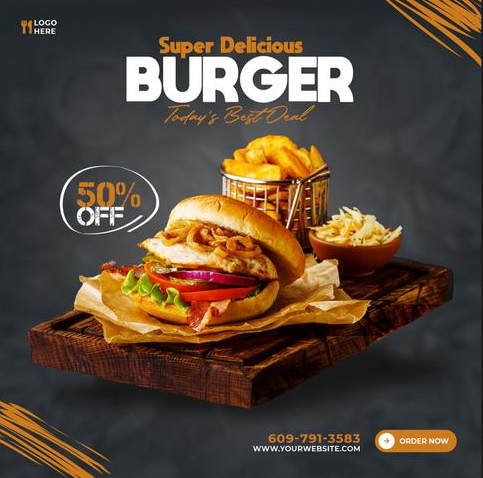 LOGO
HERE
Super Delicious
BURGER
Today's Best Deal
50%
OFF
609-791-3583
WWW.YOURWEBSITE.COM
ORDER NOW